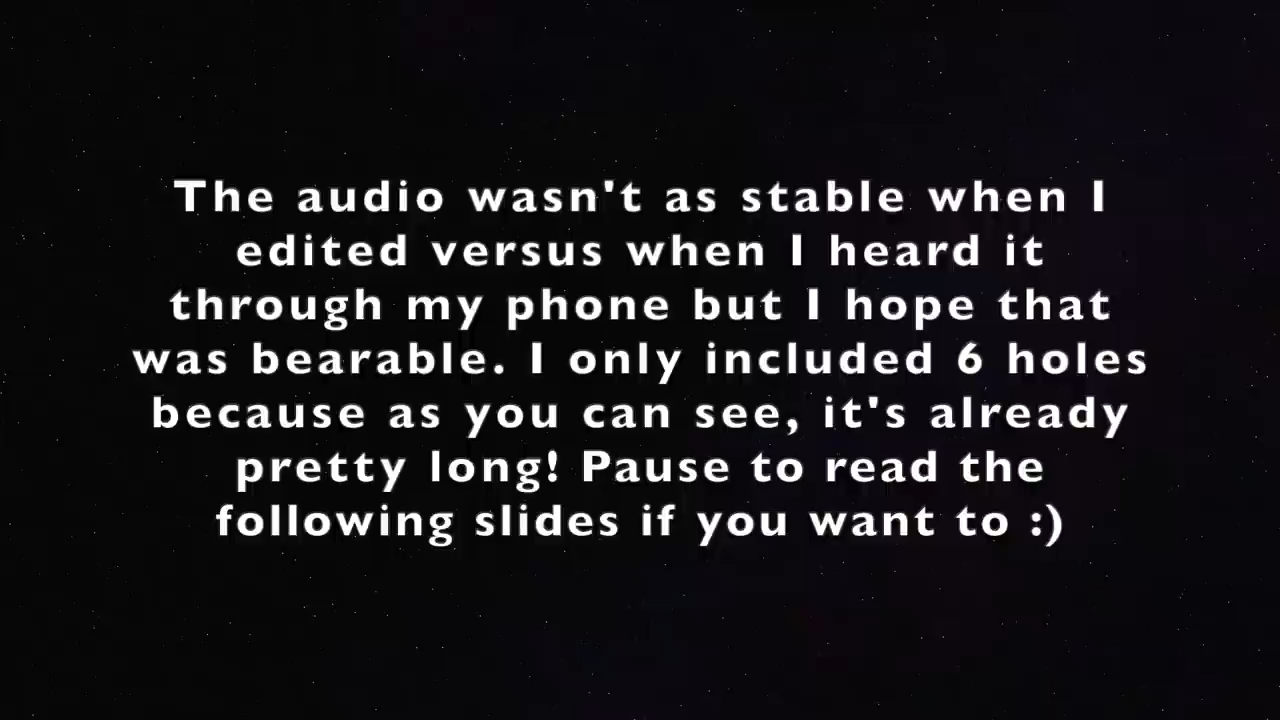 The audio wasn't as stable when I
edited versus when I heard it
through my phone but I hope that
was bearable. I only included 6 holes
because as you can see, it's already
pretty long! Pause to read the
following slides if you want to :)